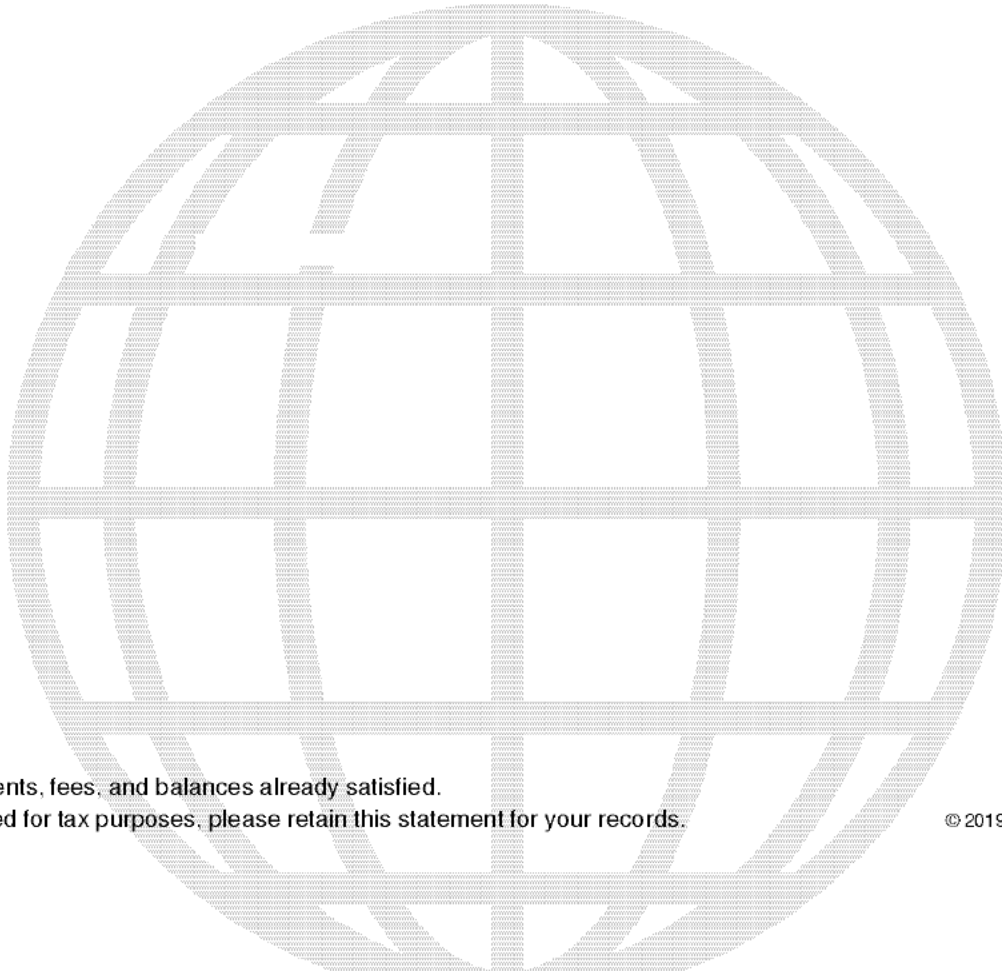 ents, fees, and balances already satisfied.
ed for tax purposes, please retain this statement for your records.
© 2019